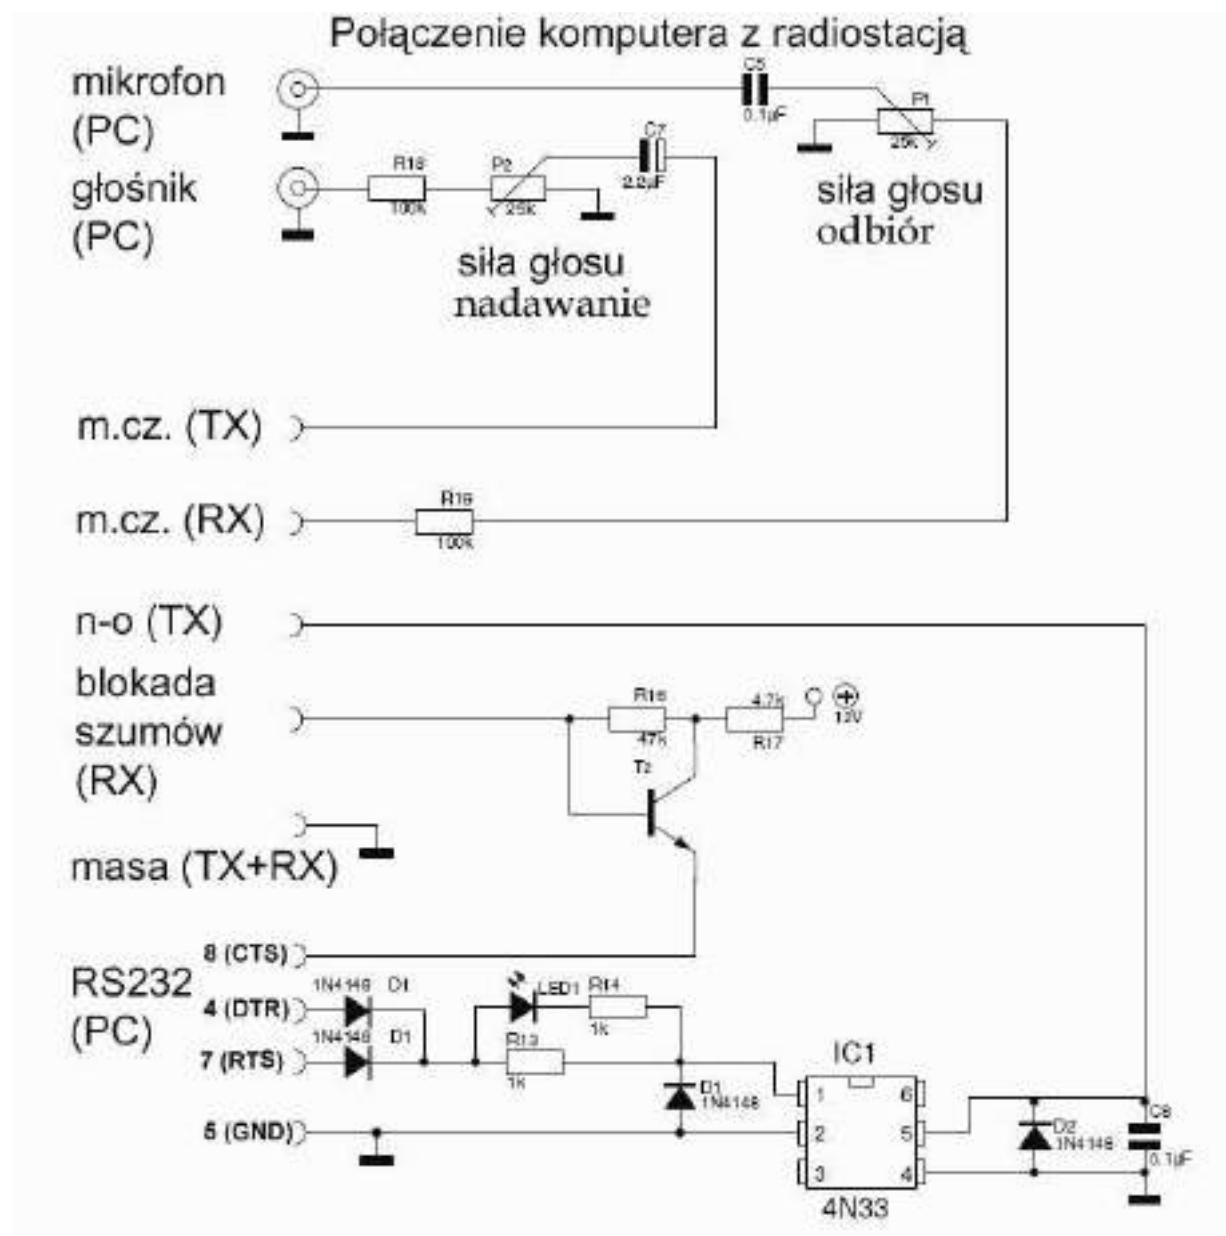 Połączenie komputera z radiostacją
mikrofon
(PC)
C5
0.1µF
P1
25k
głośnik
(PC)
R18
100k
P2
25k
C7
2.2µF
siła głosu
odbiór
siła głosu
nadawanie
m.cz. (TX)
m.cz. (RX)
R19
100k
n-o (TX)
blokada
szumów
(RX)
R16
47k
4.7k
R17
12V
T2
masa (TX+RX)
RS232
(PC)
8 (CTS)
4 (DTR)
1N4148 D1
7 (RTS)
1N4148 D1
5 (GND)
LED1
R14
1k
R13
1k
D1
1N4148
IC1
1
2
3
6
5
4
4N33
D2
1N4148
C8
0.1µF